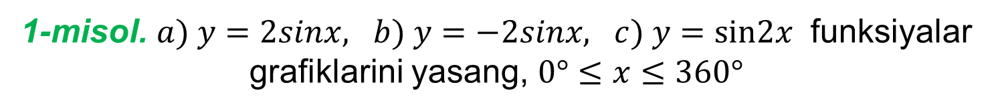 1-misol. a) y = 2sinx, b) y = −2sinx, c) y = sin2x funksiyalar
grafiklarini yasang, 0° ≤ x ≤ 360°